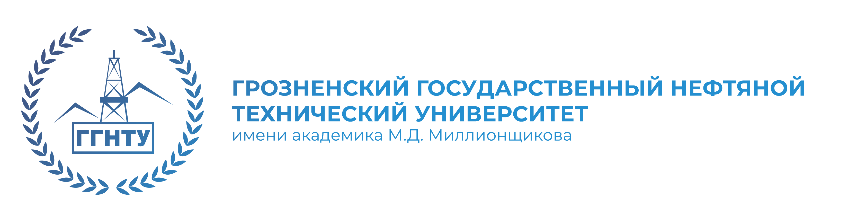 ГГНТУ
ГРОЗНЕНСКИЙ ГОСУДАРСТВЕННЫЙ НЕФТЯНОЙ
ТЕХНИЧЕСКИЙ УНИВЕРСИТЕТ
имени академика М.Д. Миллионщикова